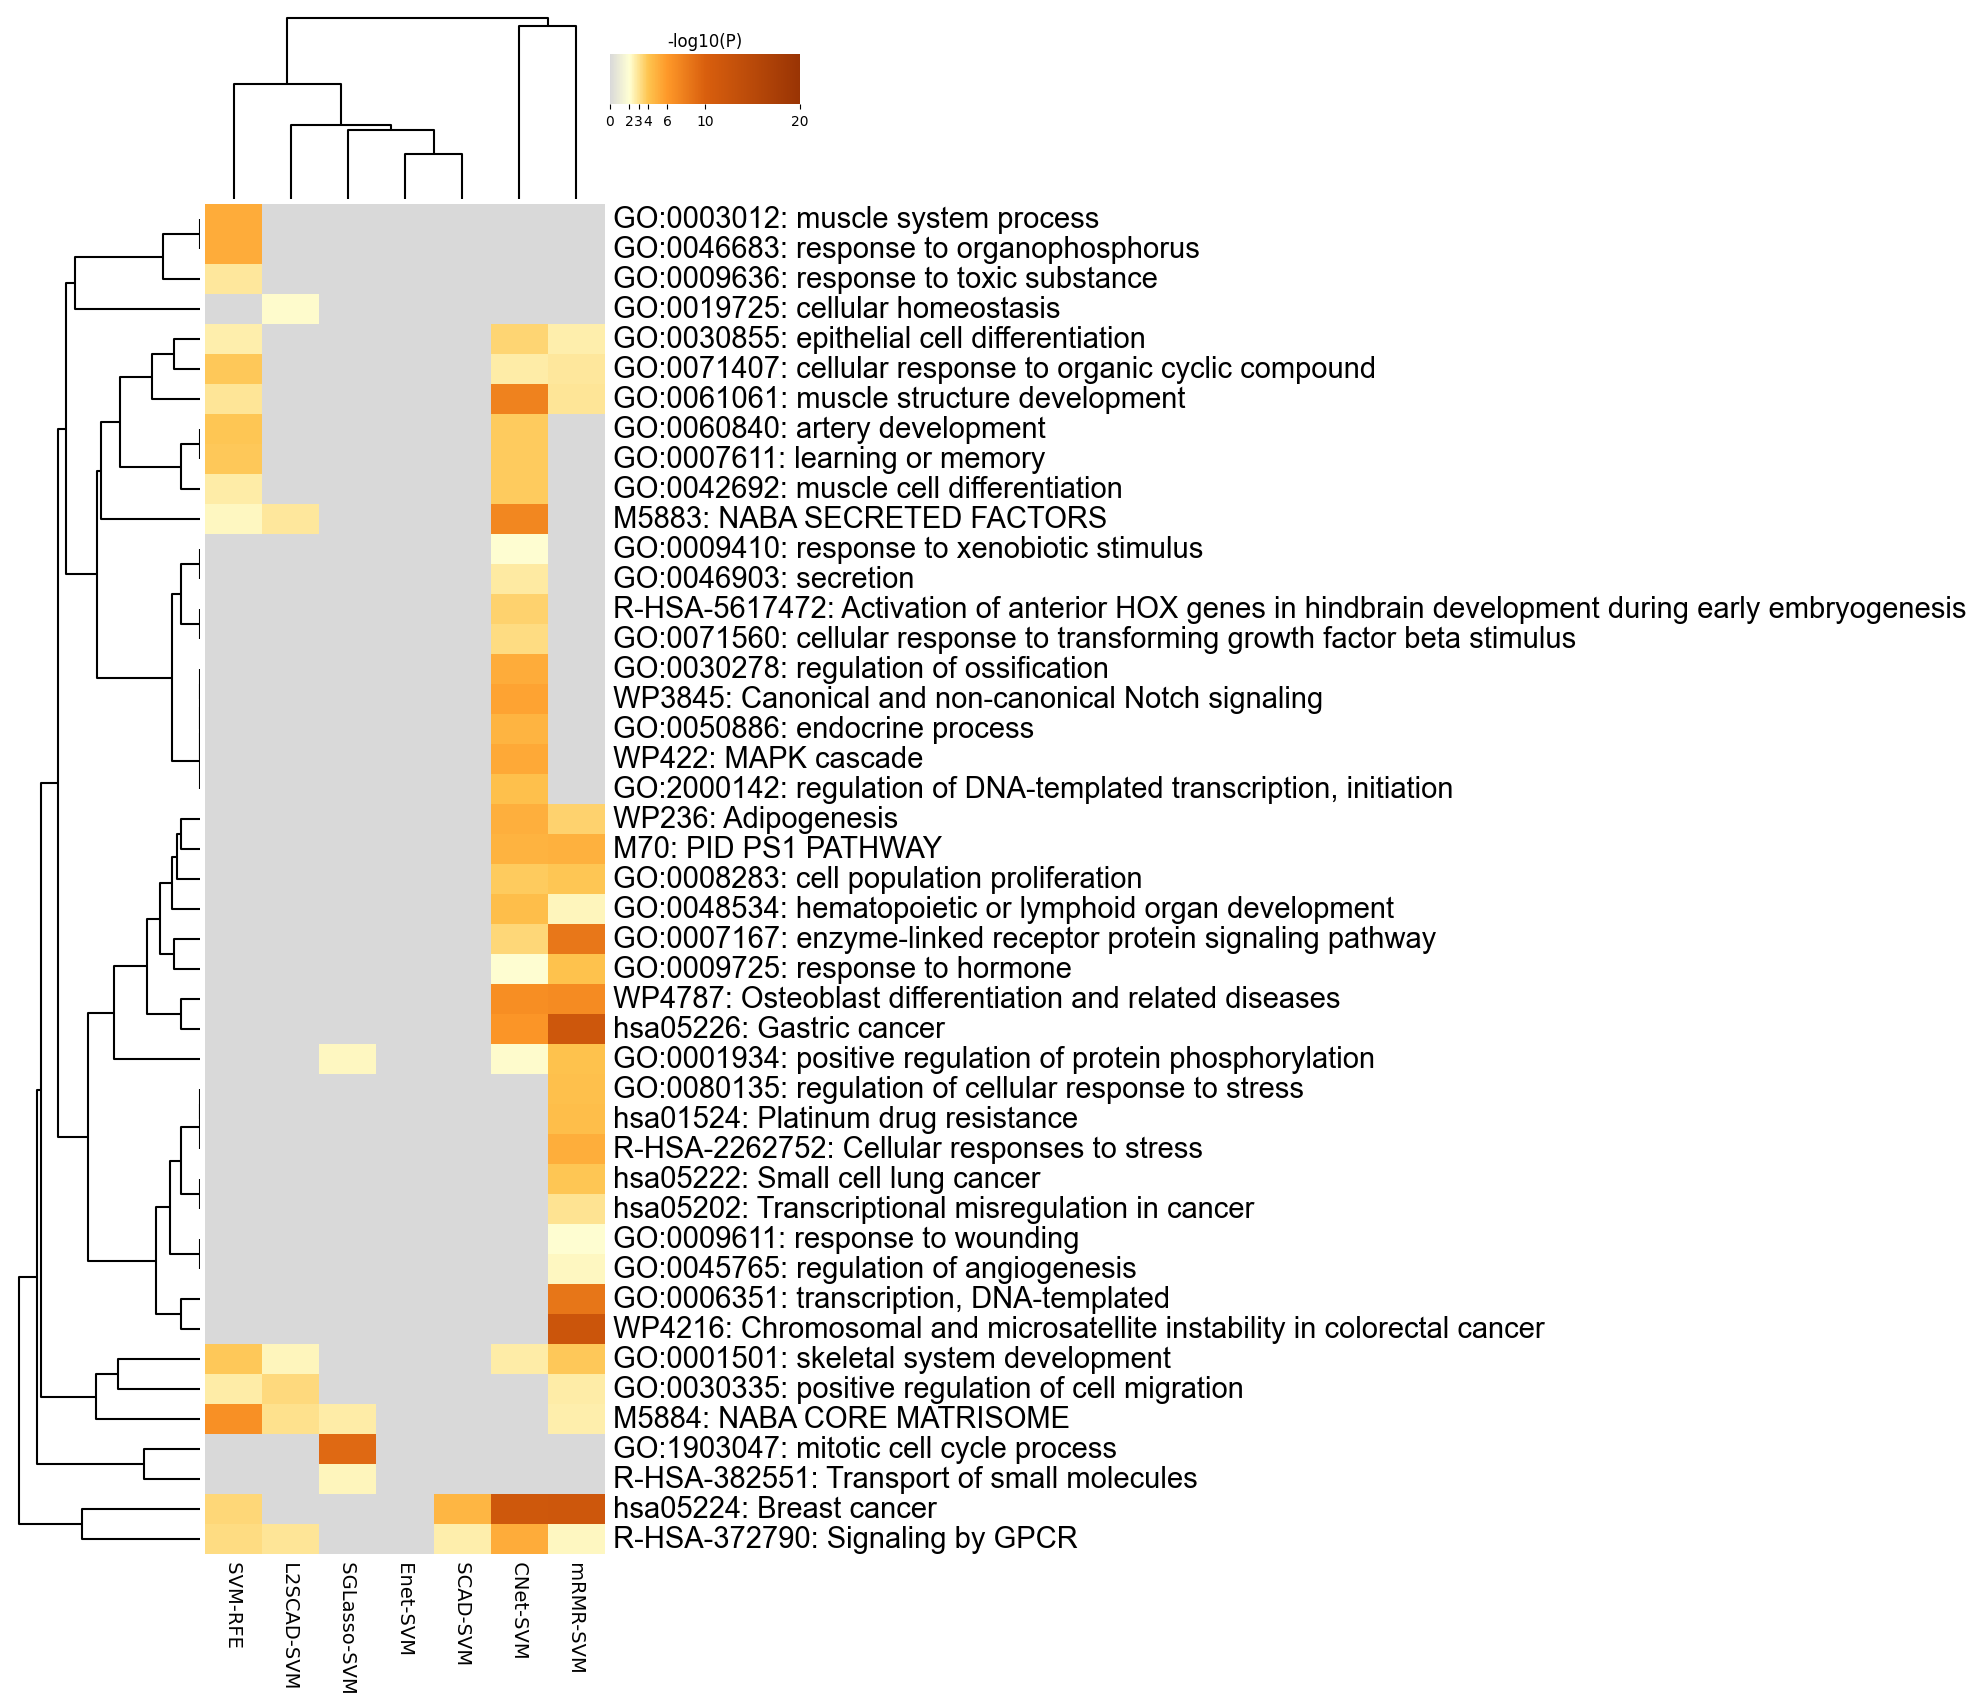 -log10(P)
0 2 3 4 6 10 20
GO:0003012: muscle system process
GO:0046683: response to organophosphorus
GO:0009636: response to toxic substance
GO:0019725: cellular homeostasis
GO:0030855: epithelial cell differentiation
GO:0071407: cellular response to organic cyclic compound
GO:0061061: muscle structure development
GO:0060840: artery development
GO:0007611: learning or memory
GO:0042692: muscle cell differentiation
M5883: NABA SECRETED FACTORS
GO:0009410: response to xenobiotic stimulus
GO:0046903: secretion
R-HSA-5617472: Activation of anterior HOX genes in hindbrain development during early embryogenesis
GO:0071560: cellular response to transforming growth factor beta stimulus
GO:0030278: regulation of ossification
WP3845: Canonical and non-canonical Notch signaling
GO:0050886: endocrine process
WP422: MAPK cascade
GO:2000142: regulation of DNA-templated transcription, initiation
WP236: Adipogenesis
M70: PID PS1 PATHWAY
GO:0008283: cell population proliferation
GO:0048534: hematopoietic or lymphoid organ development
GO:0007167: enzyme-linked receptor protein signaling pathway
GO:0009725: response to hormone
WP4787: Osteoblast differentiation and related diseases
hsa05226: Gastric cancer
GO:0001934: positive regulation of protein phosphorylation
GO:0080135: regulation of cellular response to stress
hsa01524: Platinum drug resistance
R-HSA-2262752: Cellular responses to stress
hsa05222: Small cell lung cancer
hsa05202: Transcriptional misregulation in cancer
GO:0009611: response to wounding
GO:0045765: regulation of angiogenesis
GO:0006351: transcription, DNA-templated
WP4216: Chromosomal and microsatellite instability in colorectal cancer
GO:0001501: skeletal system development
GO:0030335: positive regulation of cell migration
M5884: NABA CORE MATRISOME
GO:1903047: mitotic cell cycle process
R-HSA-382551: Transport of small molecules
hsa05224: Breast cancer
R-HSA-372790: Signaling by GPCR
SVM-RFE
L2SCAD-SVM
SGLasso-SVM
Enet-SVM
SCAD-SVM
CNet-SVM
mRMR-SVM